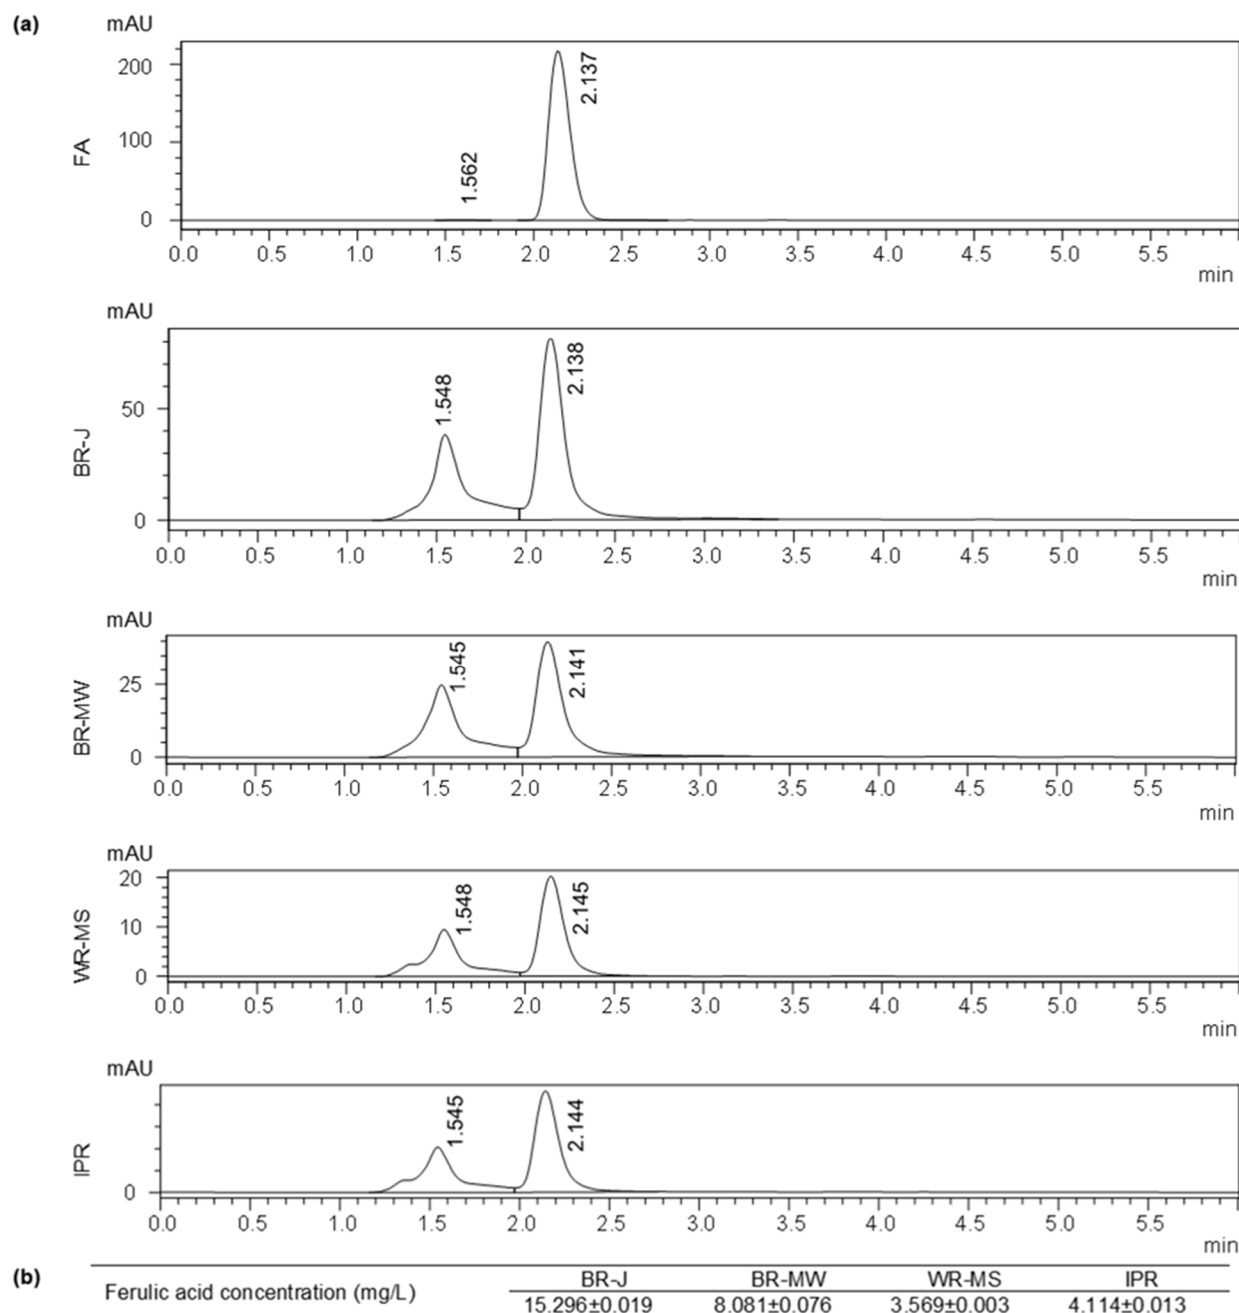 (a)
mAU
FA
200
100
0
1.562
2.137
0.0 0.5 1.0 1.5 2.0 2.5 3.0 3.5 4.0 4.5 5.0 5.5
min
mAU
BR-J
50
0
1.548
2.138
0.0 0.5 1.0 1.5 2.0 2.5 3.0 3.5 4.0 4.5 5.0 5.5
min
mAU
BR-MW
25
0
1.545
2.141
0.0 0.5 1.0 1.5 2.0 2.5 3.0 3.5 4.0 4.5 5.0 5.5
min
mAU
WR-MS
20
10
0
1.548
2.145
0.0 0.5 1.0 1.5 2.0 2.5 3.0 3.5 4.0 4.5 5.0 5.5
min
mAU
IPR
0
1.545
2.144
0.0 0.5 1.0 1.5 2.0 2.5 3.0 3.5 4.0 4.5 5.0 5.5
min
(b)
BR-J BR-MW WR-MS IPR
Ferulic acid concentration (mg/L)
15.296±0.019 8.081±0.076 3.569±0.003 4.114±0.013